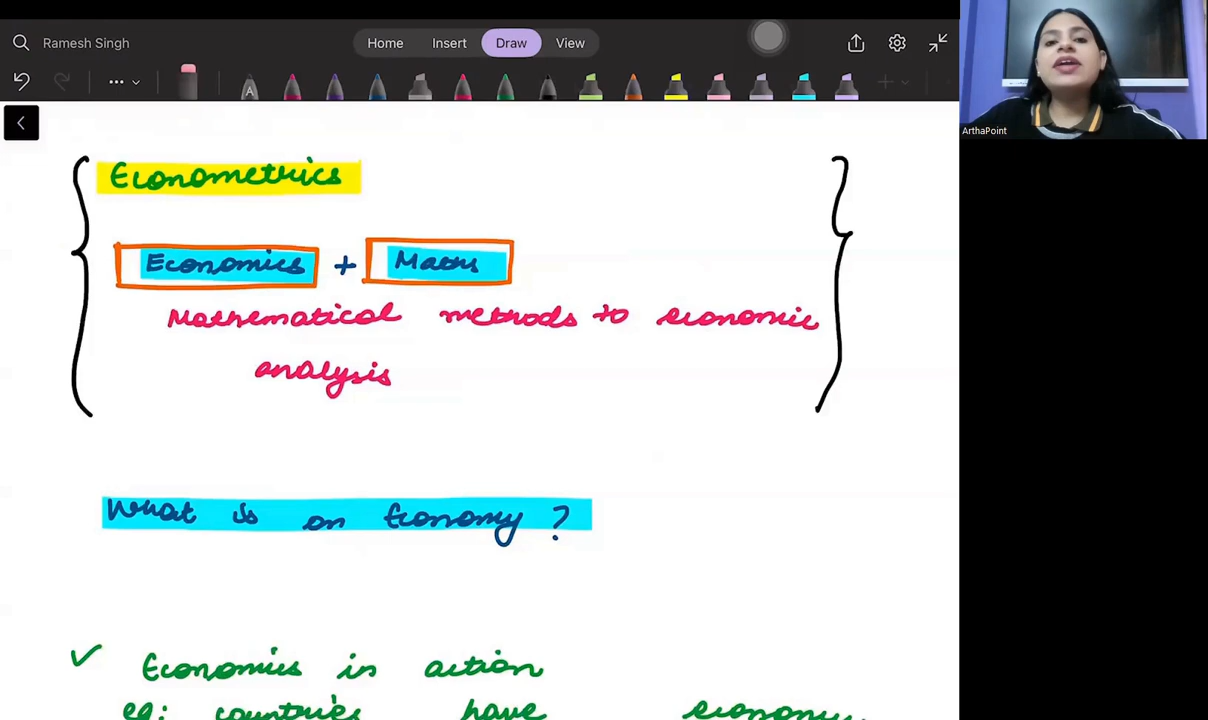 Ramesh Singh
Home Insert Draw View
A
ArthaPoint
Econometrics
Economics + Maths
Mathematical methods to economic
analysis
What is an Economy ?
✓ Economics in action
eg: countries have economy